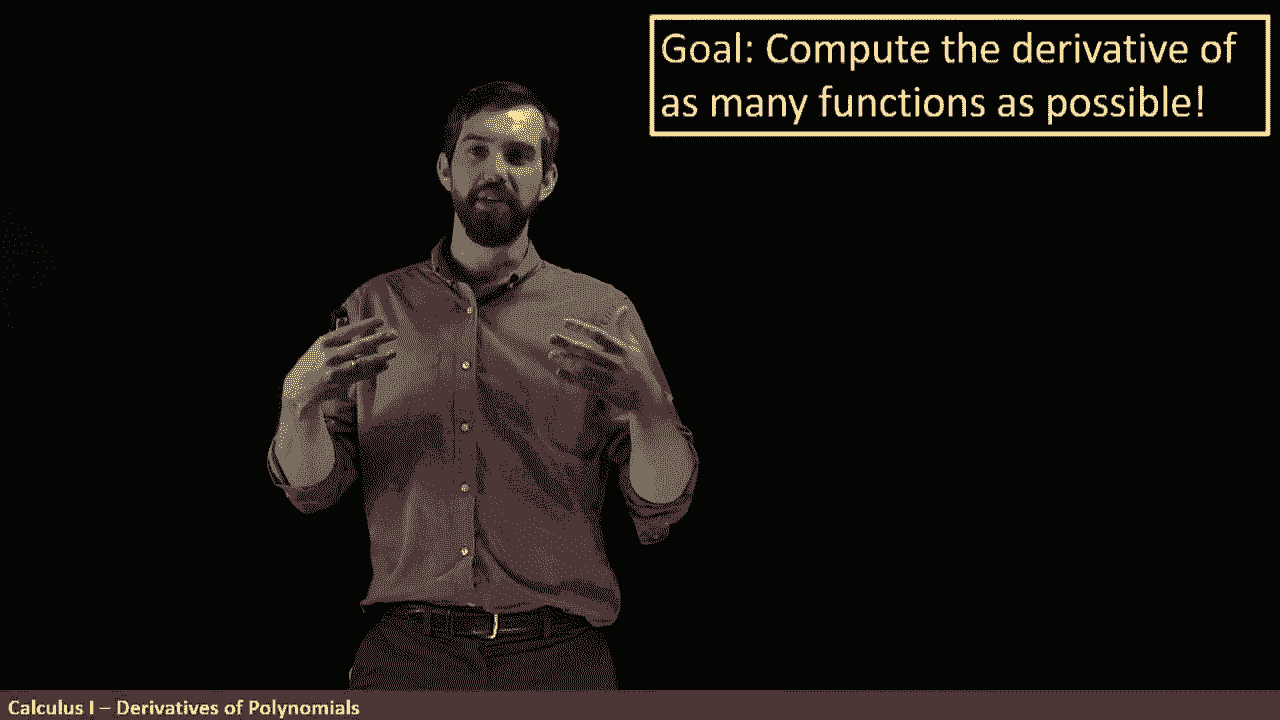 Goal: Compute the derivative of
as many functions as possible!
Calculus I – Derivatives of Polynomials